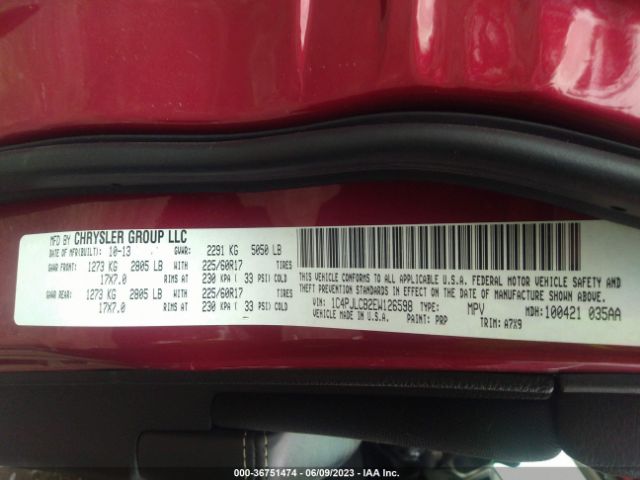 MFD BY CHRYSLER GROUP LLC
DATE OF MFR(BUILT): 10-13 GVWR: 2291 KG 5050 LB
GAWR FRONT: 1273 KG 2805 LB WITH 225/60R17 TIRES
17X7.0 RIMS AT 230 KPA ( 33 PSI) COLD
GAWR REAR: 1273 KG 2805 LB WITH 225/60R17 TIRES
17X7.0 RIMS AT 230 KPA ( 33 PSI) COLD
THIS VEHICLE CONFORMS TO ALL APPLICABLE U.S.A. FEDERAL MOTOR VEHICLE SAFETY AND
THEFT PREVENTION STANDARDS IN EFFECT ON THE DATE OF MANUFACTURE SHOWN ABOVE.
VIN: 1C4PJLCB2EW126598 TYPE: MPV MDH: 100421 035AA
VEHICLE MADE IN U.S.A. PAINT: PRP TRIM: A7X9
000-36751474 - 06/09/2023 - IAA Inc.